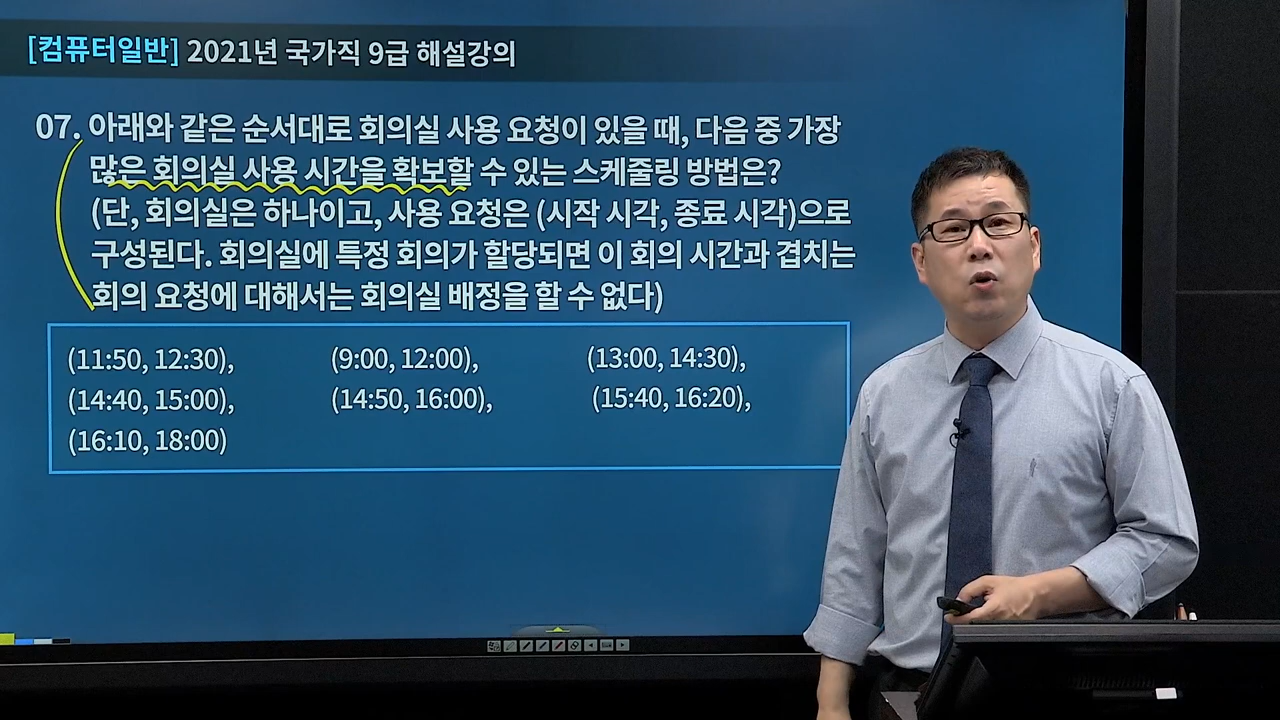 [컴퓨터일반] 2021년 국가직 9급 해설강의
07. 아래와 같은 순서대로 회의실 사용 요청이 있을 때, 다음 중 가장
많은 회의실 사용 시간을 확보할 수 있는 스케줄링 방법은?
(단, 회의실은 하나이고, 사용 요청은 (시작 시각, 종료 시각)으로
구성된다. 회의실에 특정 회의가 할당되면 이 회의 시간과 겹치는
회의 요청에 대해서는 회의실 배정을 할 수 없다)
(11:50, 12:30), (9:00, 12:00), (13:00, 14:30),
(14:40, 15:00), (14:50, 16:00), (15:40, 16:20),
(16:10, 18:00)